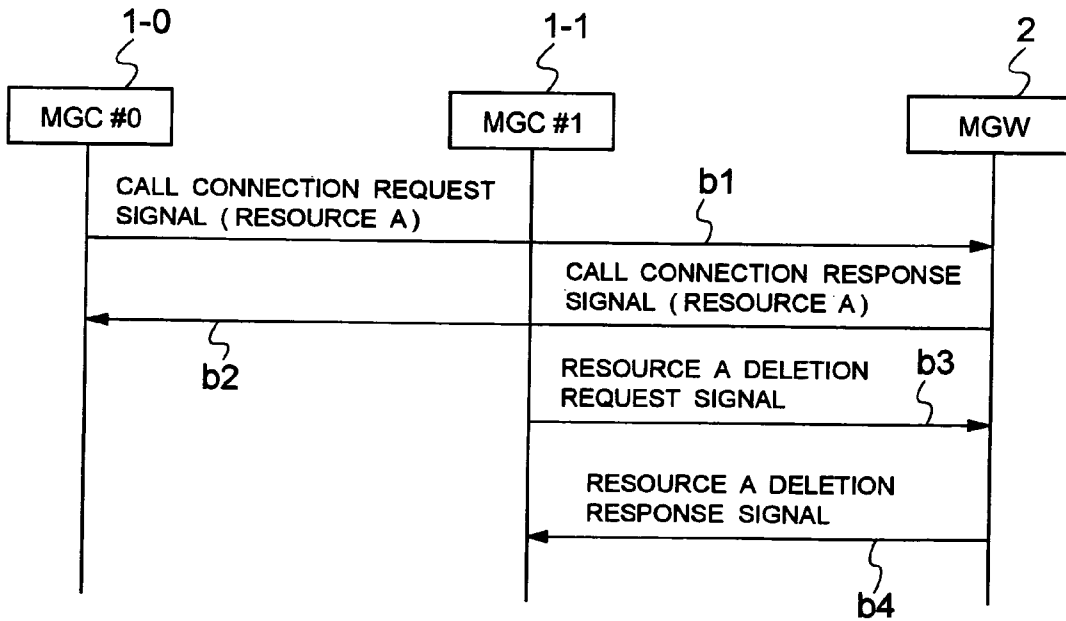 1-0
1-1
2
MGC #0
MGC #1
MGW
CALL CONNECTION REQUEST
SIGNAL ( RESOURCE A )
b1
CALL CONNECTION RESPONSE
SIGNAL ( RESOURCE A )
b2
RESOURCE A DELETION
REQUEST SIGNAL
b3
RESOURCE A DELETION
RESPONSE SIGNAL
b4